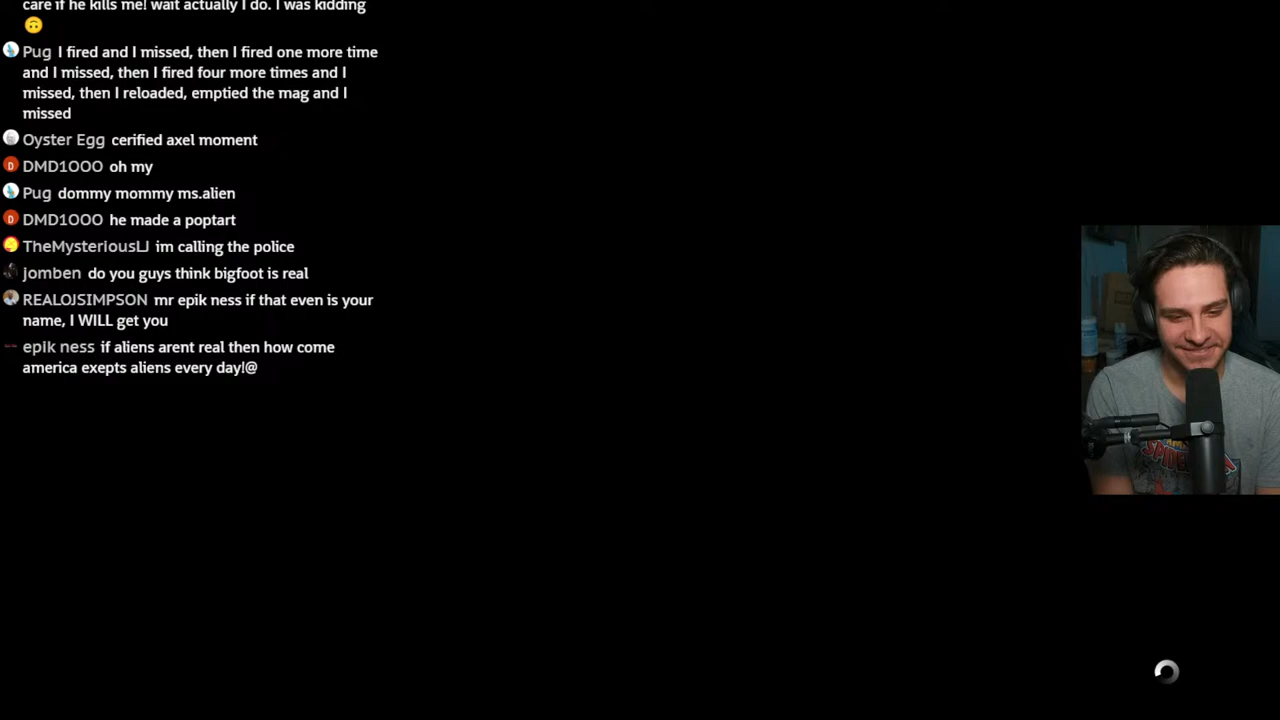 care if he kills me! wait actually I do. I was kidding
🙃
Pug I fired and I missed, then I fired one more time
and I missed, then I fired four more times and I
missed, then I reloaded, emptied the mag and I
missed
Oyster Egg cerified axel moment
DMD1OOO oh my
Pug dommy mommy ms.alien
DMD1OOO he made a poptart
TheMysteriousLJ im calling the police
jomben do you guys think bigfoot is real
REALOJSIMPSON mr epik ness if that even is your
name, I WILL get you
epik ness if aliens arent real then how come
america exepts aliens every day!@